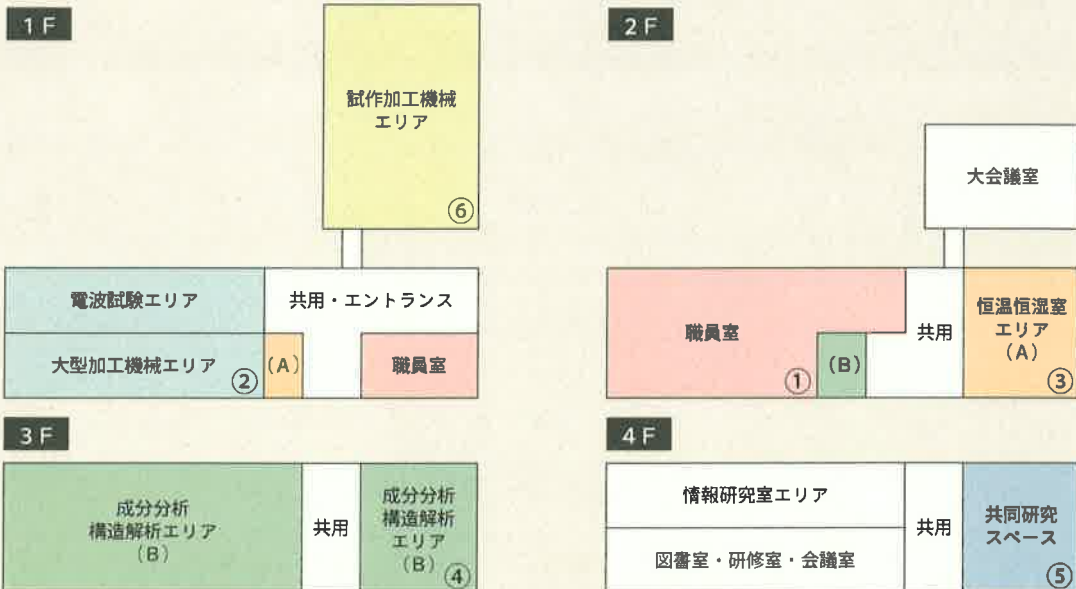 1F
試作加工機械
エリア
⑥
電波試験エリア
共用・エントランス
大型加工機械エリア
②
(A)
職員室
2F
大会議室
職員室
①
(B)
共用
恒温恒湿室
エリア
(A)
③
3F
成分分析
構造解析エリア
(B)
共用
成分分析
構造解析
エリア
(B)
④
4F
情報研究室エリア
図書室・研修室・会議室
共用
共同研究
スペース
⑤